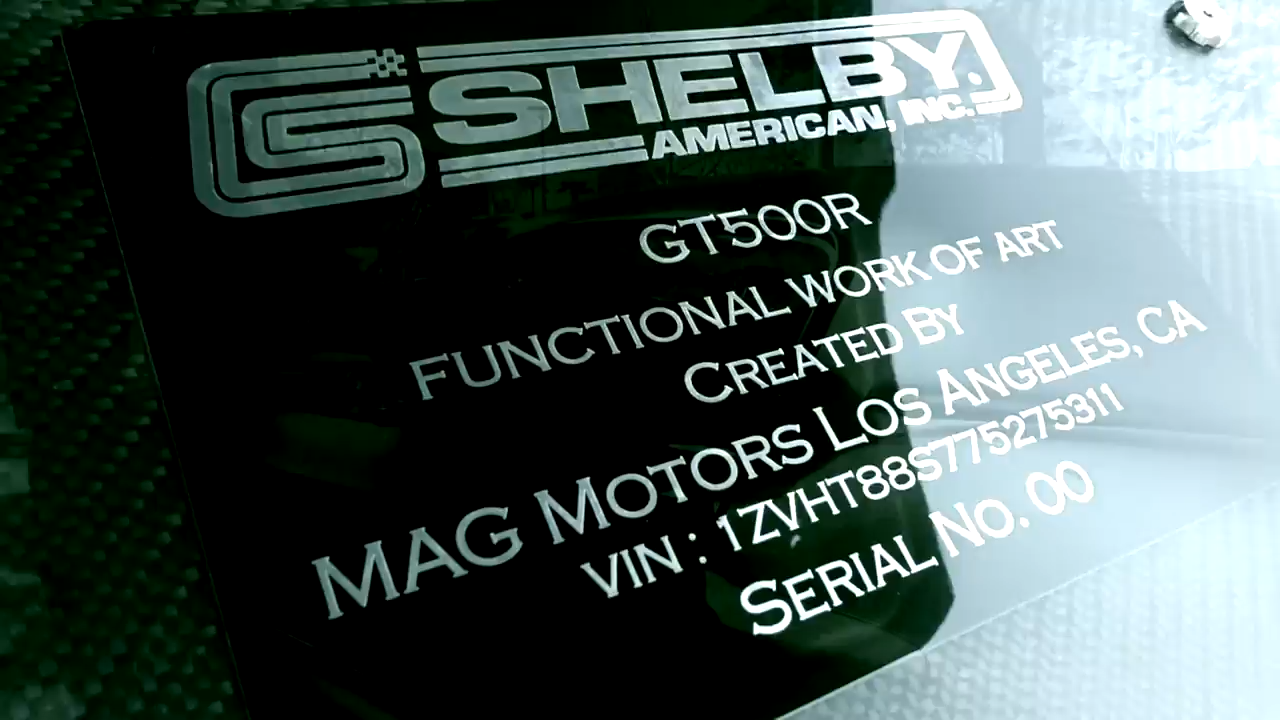 SHELBY.
AMERICAN, INC.
GT500R
FUNCTIONAL WORK OF ART
CREATED BY
MAG MOTORS LOS ANGELES, CA
VIN : 1ZVHT88S775275311
SERIAL NO. 00